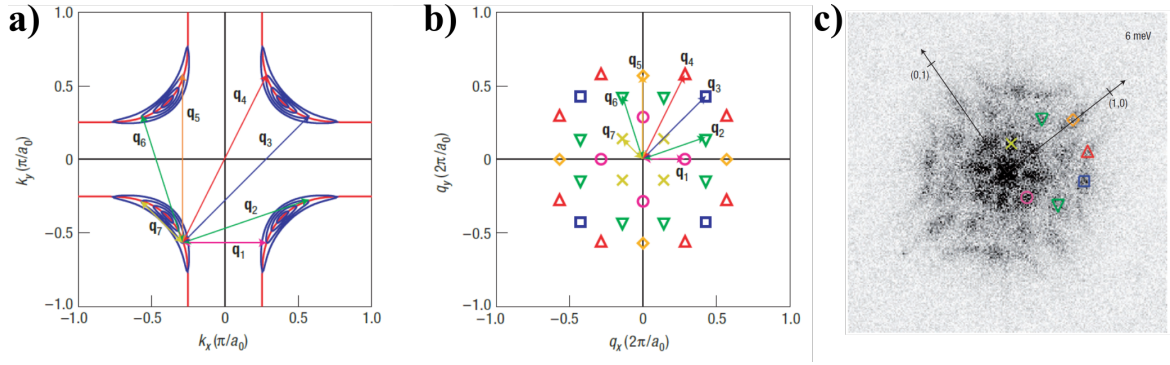 a)
1.0
0.5
0
−0.5
−1.0
k_y (π/a_0)
−1.0
−0.5
0
0.5
1.0
k_x (π/a_0)
q_4
q_5
q_6
q_3
q_2
q_7
q_1
b)
1.0
0.5
0
−0.5
−1.0
q_y (2π/a_0)
−1.0
−0.5
0
0.5
1.0
q_x (2π/a_0)
q_5
q_4
q_3
q_6
q_7
q_2
q_1
c)
6 meV
(0,1)
(1,0)